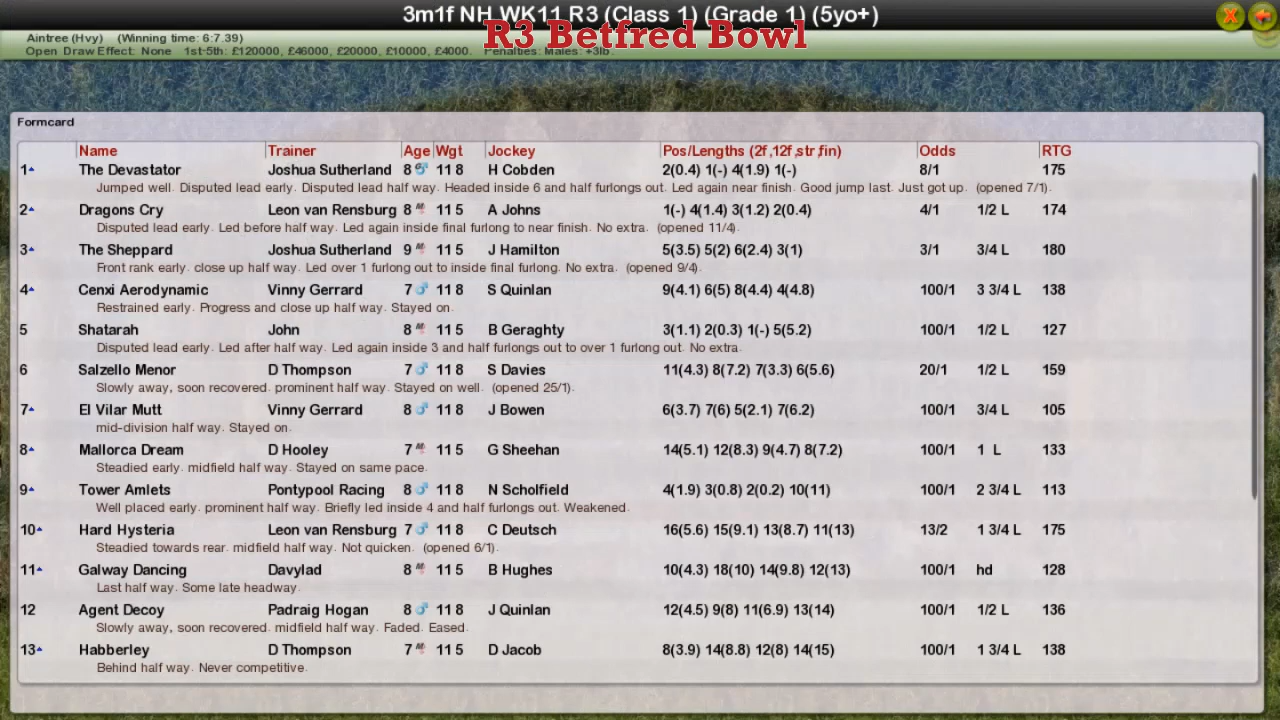 3m1f NH WK11 R3 (Class 1) (Grade 1) (5yo+)
R3 Betfred Bowl
Aintree (Hvy) (Winning time: 6:7.39)
Open Draw Effect: None 1st-5th: £120000, £46000, £20000, £10000, £4000. Penalties: Males: +3lb.
Formcard
Name Trainer Age Wgt Jockey Pos/Lengths (2f,12f,str,fin) Odds RTG
1 The Devastator Joshua Sutherland 8 11 8 H Cobden 2(0.4) 1(-) 4(1.9) 1(-) 8/1 175
Jumped well. Disputed lead early. Disputed lead half way. Headed inside 6 and half furlongs out. Led again near finish. Good jump last. Just got up. (opened 7/1).
2 Dragons Cry Leon van Rensburg 8 11 5 A Johns 1(-) 4(1.4) 3(1.2) 2(0.4) 4/1 1/2 L 174
Disputed lead early. Led before half way. Led again inside final furlong to near finish. No extra. (opened 11/4).
3 The Sheppard Joshua Sutherland 9 11 5 J Hamilton 5(3.5) 5(2) 6(2.4) 3(1) 3/1 3/4 L 180
Front rank early. close up half way. Led over 1 furlong out to inside final furlong. No extra. (opened 9/4).
4 Cenxi Aerodynamic Vinny Gerrard 7 11 8 S Quinlan 9(4.1) 6(5) 8(4.4) 4(4.8) 100/1 3 3/4 L 138
Restrained early. Progress and close up half way. Stayed on.
5 Shatarah John 8 11 5 B Geraghty 3(1.1) 2(0.3) 1(-) 5(5.2) 100/1 1/2 L 127
Disputed lead early. Led after half way. Led again inside 3 and half furlongs out to over 1 furlong out. No extra.
6 Salzello Menor D Thompson 7 11 8 S Davies 11(4.3) 8(7.2) 7(3.3) 6(5.6) 20/1 1/2 L 159
Slowly away, soon recovered. prominent half way. Stayed on well. (opened 25/1).
7 El Vilar Mutt Vinny Gerrard 8 11 8 J Bowen 6(3.7) 7(6) 5(2.1) 7(6.2) 100/1 3/4 L 105
mid-division half way. Stayed on.
8 Mallorca Dream D Hooley 7 11 5 G Sheehan 14(5.1) 12(8.3) 9(4.7) 8(7.2) 100/1 1 L 133
Steadied early. midfield half way. Stayed on same pace.
9 Tower Amlets Pontypool Racing 8 11 8 N Scholfield 4(1.9) 3(0.8) 2(0.2) 10(11) 100/1 2 3/4 L 113
Well placed early. prominent half way. Briefly led inside 4 and half furlongs out. Weakened.
10 Hard Hysteria Leon van Rensburg 7 11 8 C Deutsch 16(5.6) 15(9.1) 13(8.7) 11(13) 13/2 1 3/4 L 175
Steadied towards rear. midfield half way. Not quicken. (opened 6/1).
11 Galway Dancing Davylad 8 11 5 B Hughes 10(4.3) 18(10) 14(9.8) 12(13) 100/1 hd 128
Last half way. Some late headway.
12 Agent Decoy Padraig Hogan 8 11 8 J Quinlan 12(4.5) 9(8) 11(6.9) 13(14) 100/1 1/2 L 136
Slowly away, soon recovered. midfield half way. Faded. Eased.
13 Habberley D Thompson 7 11 5 D Jacob 8(3.9) 14(8.8) 12(8) 14(15) 100/1 1 3/4 L 138
Behind half way. Never competitive.